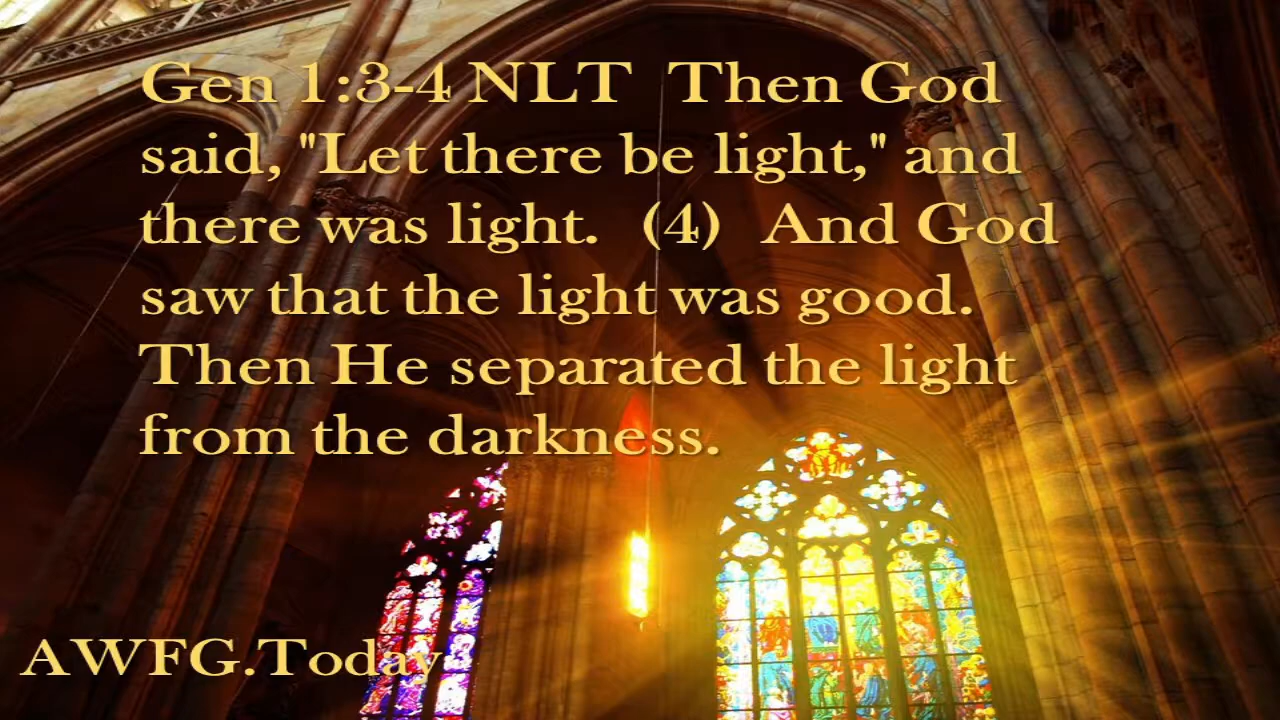 Gen 1:3-4 NLT  Then God
said, "Let there be light," and
there was light.  (4)  And God
saw that the light was good.
Then He separated the light
from the darkness.
AWFG.Today